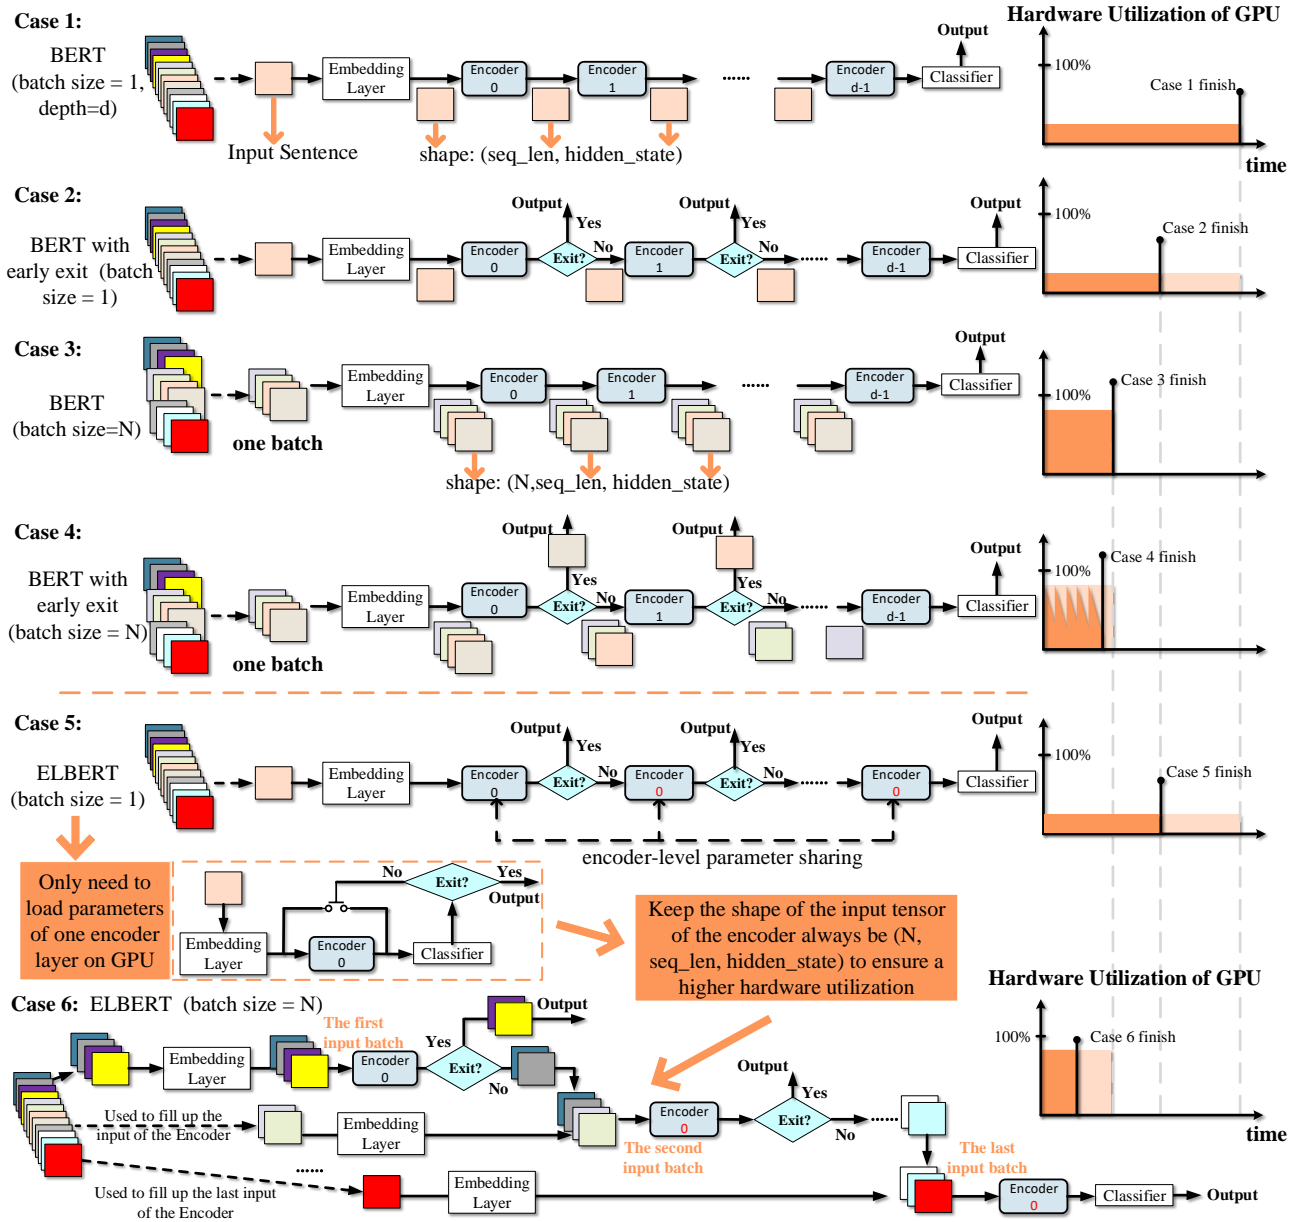 Case 1:
BERT
(batch size = 1,
depth=d)
Input Sentence
Embedding
Layer
Encoder
0
Encoder
1
······
Encoder
d-1
Output
Classifier
shape: (seq_len, hidden_state)
Hardware Utilization of GPU
100%
Case 1 finish
time
Case 2:
BERT with
early exit (batch
size = 1)
Embedding
Layer
Encoder
0
Output
Yes
Exit?
No
Encoder
1
Output
Yes
Exit?
No
······
Encoder
d-1
Output
Classifier
100%
Case 2 finish
Case 3:
BERT
(batch size=N)
one batch
Embedding
Layer
Encoder
0
Encoder
1
······
Encoder
d-1
Output
Classifier
shape: (N,seq_len, hidden_state)
100%
Case 3 finish
Case 4:
BERT with
early exit
(batch size = N)
one batch
Embedding
Layer
Encoder
0
Output
Yes
Exit?
No
Encoder
1
Output
Yes
Exit?
No
······
Encoder
d-1
Output
Classifier
100%
Case 4 finish
Case 5:
ELBERT
(batch size = 1)
Embedding
Layer
Encoder
0
Output
Yes
Exit?
No
Encoder
0
Output
Yes
Exit?
No
······
Encoder
0
Output
Classifier
encoder-level parameter sharing
100%
Case 5 finish
Only need to
load parameters
of one encoder
layer on GPU
Embedding
Layer
Encoder
0
Classifier
No
Exit?
Yes
Output
Keep the shape of the input tensor
of the encoder always be (N,
seq_len, hidden_state) to ensure a
higher hardware utilization
Case 6: ELBERT (batch size = N)
Embedding
Layer
The first
input batch
Encoder
0
Yes
Exit?
No
Output
Used to fill up the
input of the Encoder
Embedding
Layer
Encoder
0
The second
input batch
Output
Yes
Exit?
No
······
······
Used to fill up the last input
of the Encoder
Embedding
Layer
The last
input batch
Encoder
0
Classifier
Output
Hardware Utilization of GPU
100%
Case 6 finish
time